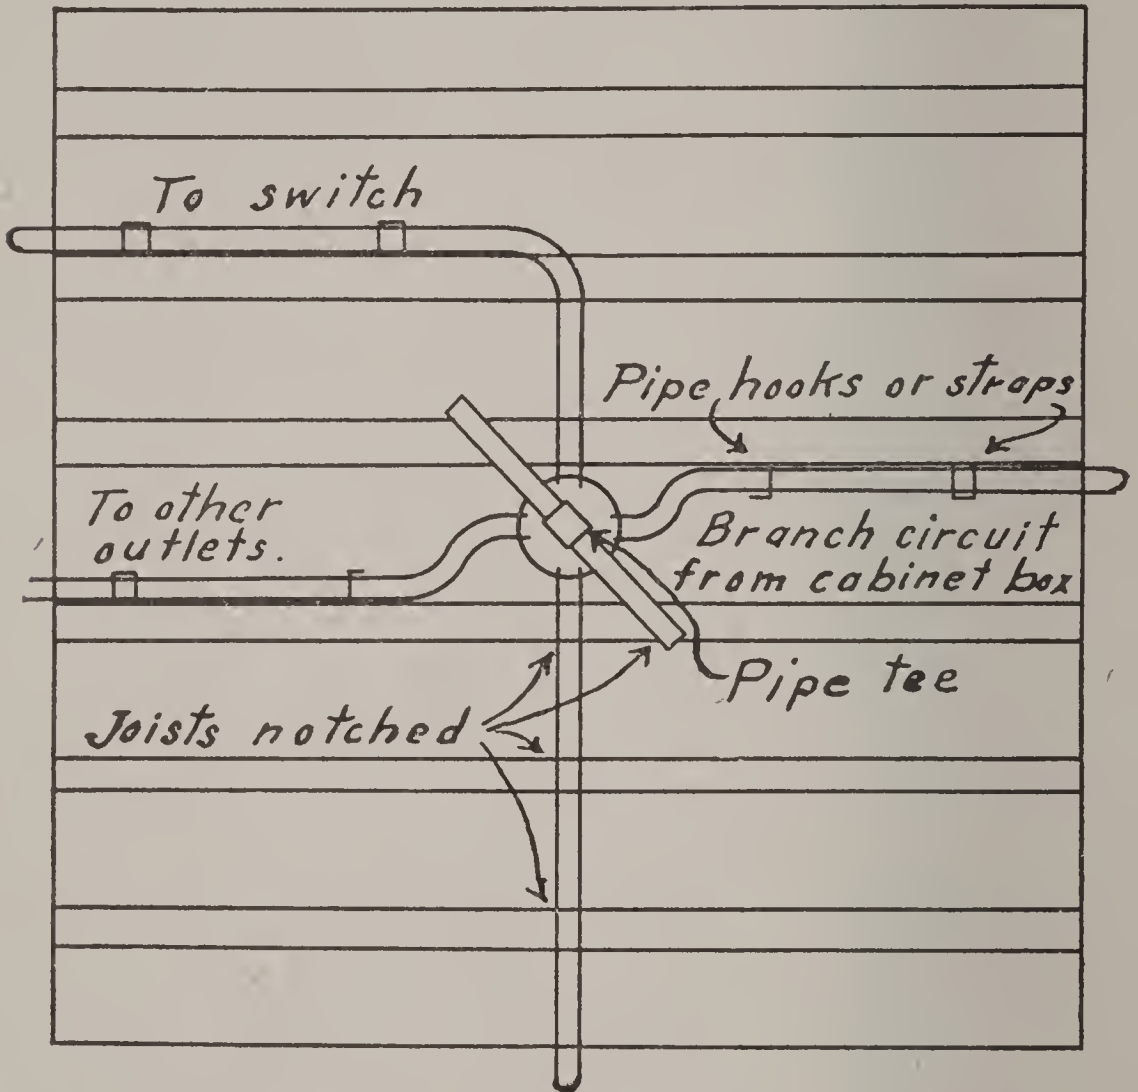 To switch
Pipe hooks or straps
To other
outlets.
Branch circuit
from cabinet box
Pipe tee
Joists notched